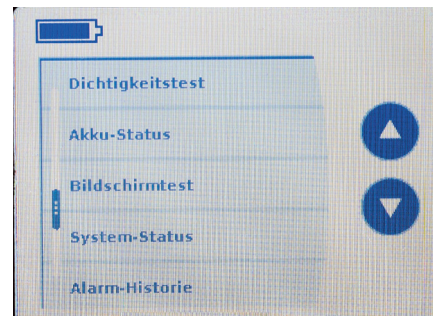 Dichtigkeitstest
Akku-Status
Bildschirmtest
System-Status
Alarm-Historie